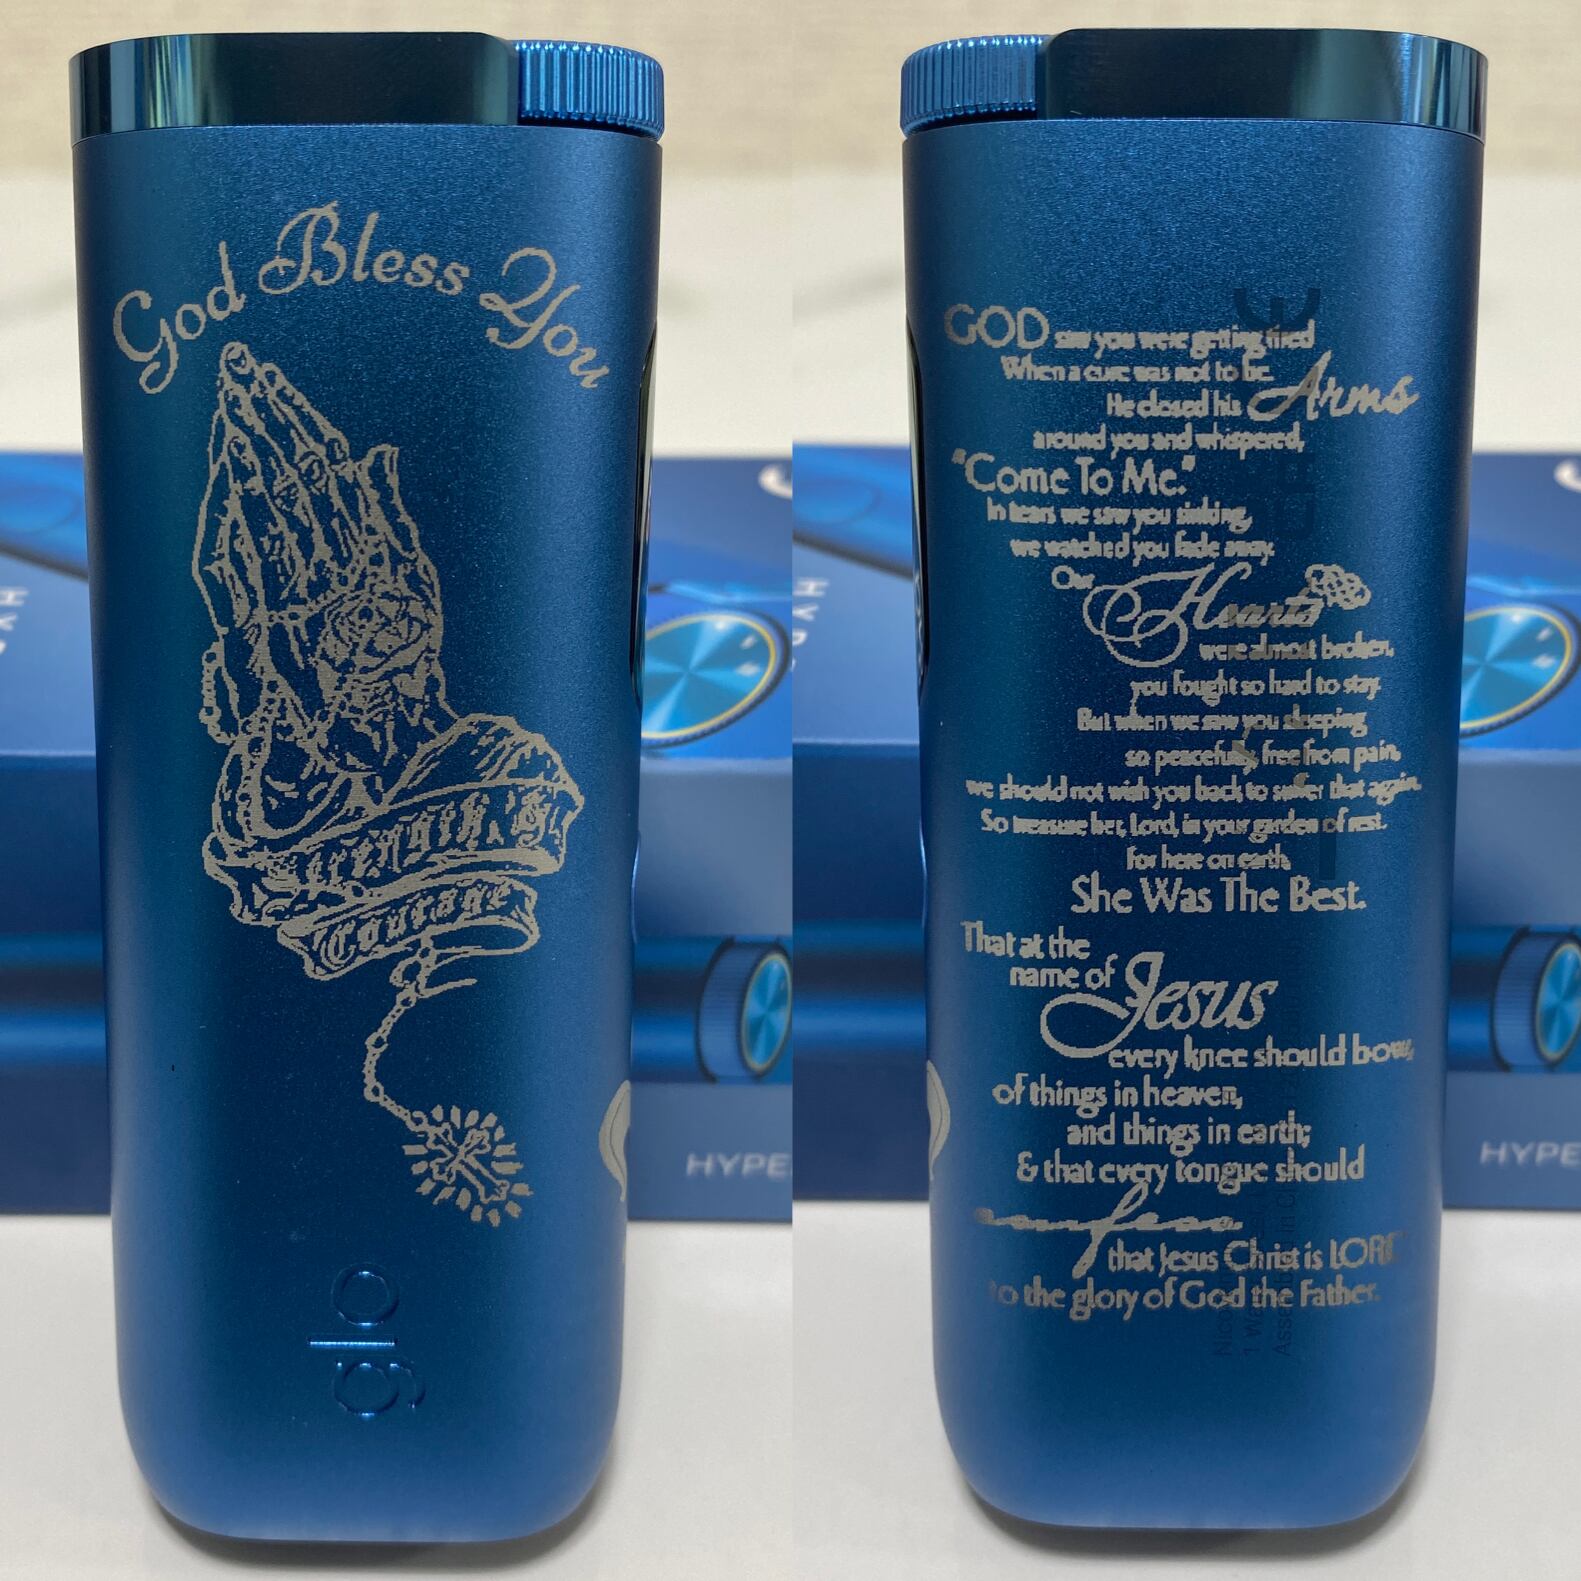 God Bless You
Strength &
Courage
glo
HYPE
GOD saw you were getting tired
When a cure was not to be.
He closed his Arms
around you and whispered,
"Come To Me."
In tears we saw you sinking,
we watched you fade away.
Our Hearts
were almost broken,
you fought so hard to stay.
But when we saw you sleeping
so peacefully, free from pain,
we should not wish you back to suffer that again.
So treasure her, Lord, in your garden of rest.
for here on earth,
She Was The Best.
That at the
name of Jesus
every knee should bow,
of things in heaven,
and things in earth;
& that every tongue should
confess
that Jesus Christ is LORD
to the glory of God the Father.
HYPE